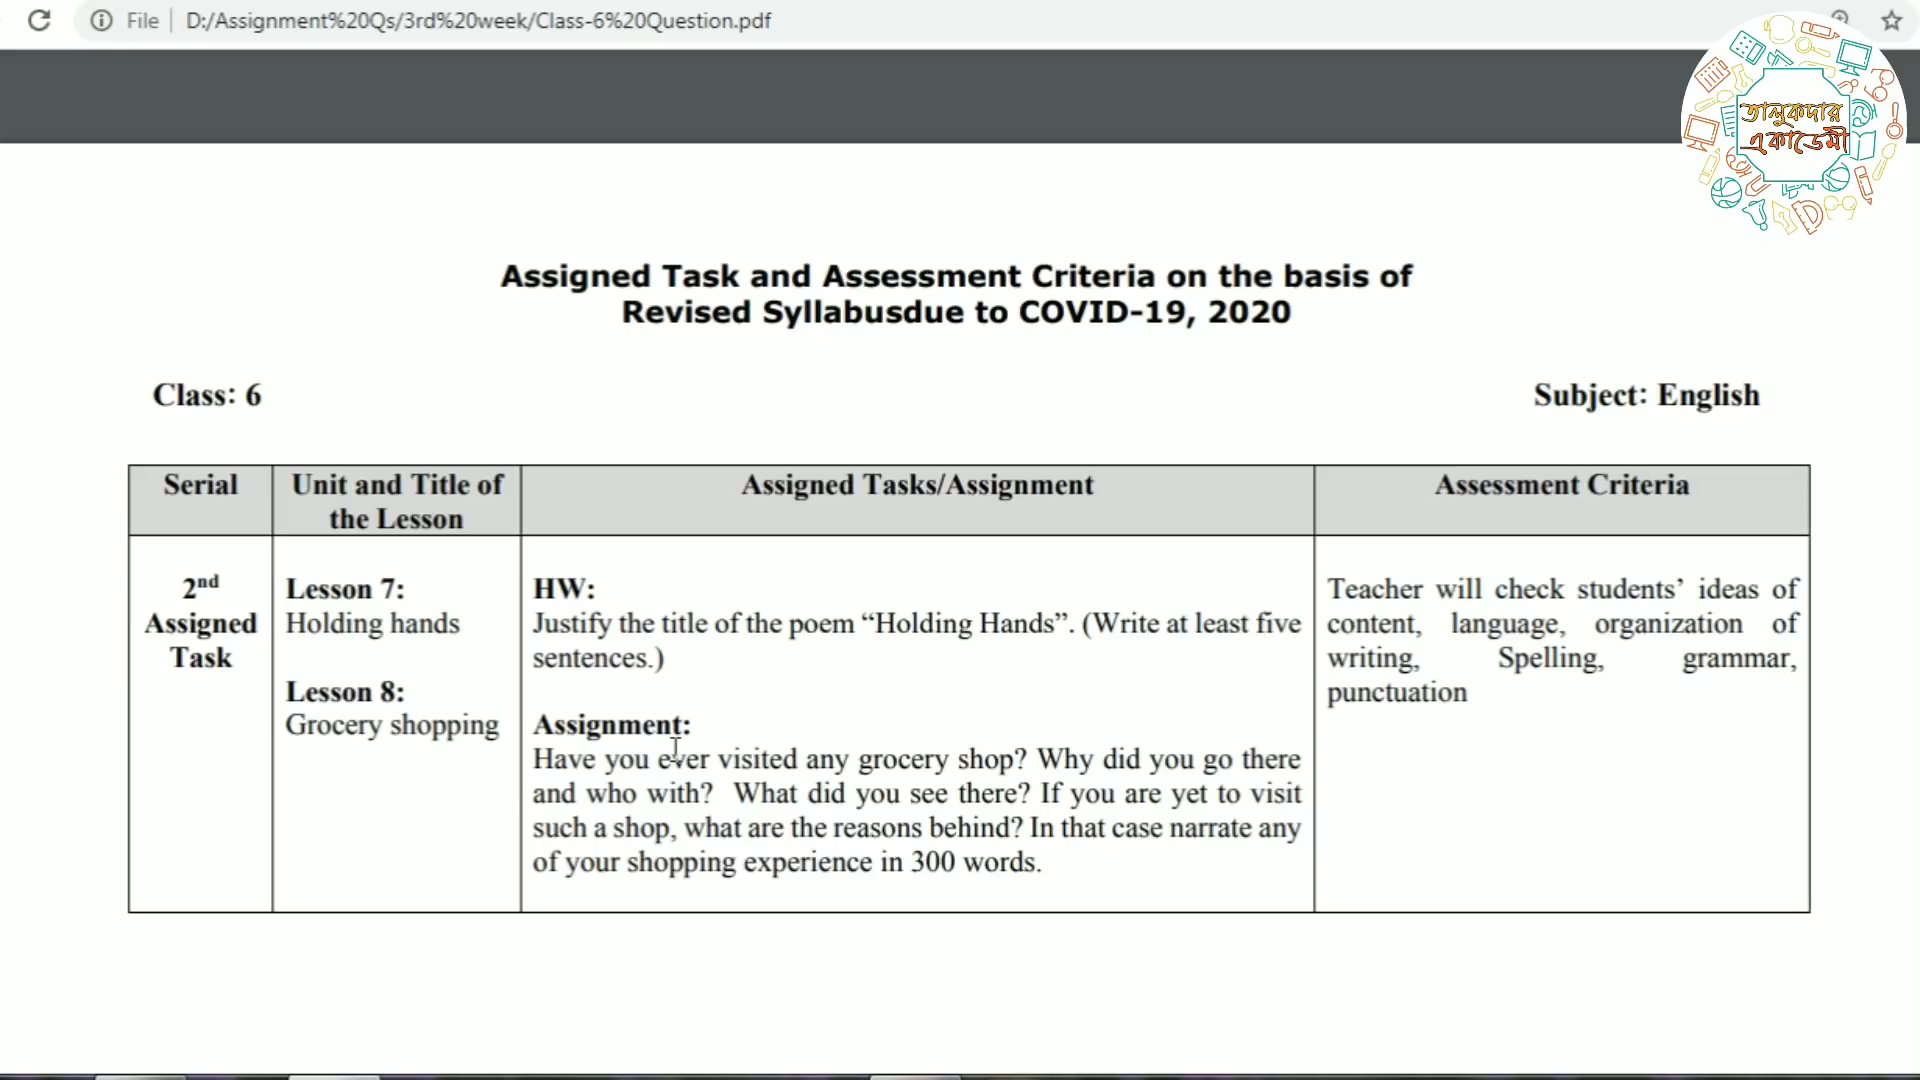 File D:/Assignment%20Qs/3rd%20week/Class-6%20Question.pdf
তালুকদার
একাডেমী
Assigned Task and Assessment Criteria on the basis of
Revised Syllabusdue to COVID-19, 2020
Class: 6
Subject: English
Serial
Unit and Title of
the Lesson
Assigned Tasks/Assignment
Assessment Criteria
2nd
Assigned
Task
Lesson 7:
Holding hands
Lesson 8:
Grocery shopping
HW:
Justify the title of the poem “Holding Hands”. (Write at least five
sentences.)
Assignment:
Have you ever visited any grocery shop? Why did you go there
and who with? What did you see there? If you are yet to visit
such a shop, what are the reasons behind? In that case narrate any
of your shopping experience in 300 words.
Teacher will check students’ ideas of
content, language, organization of
writing, Spelling, grammar,
punctuation